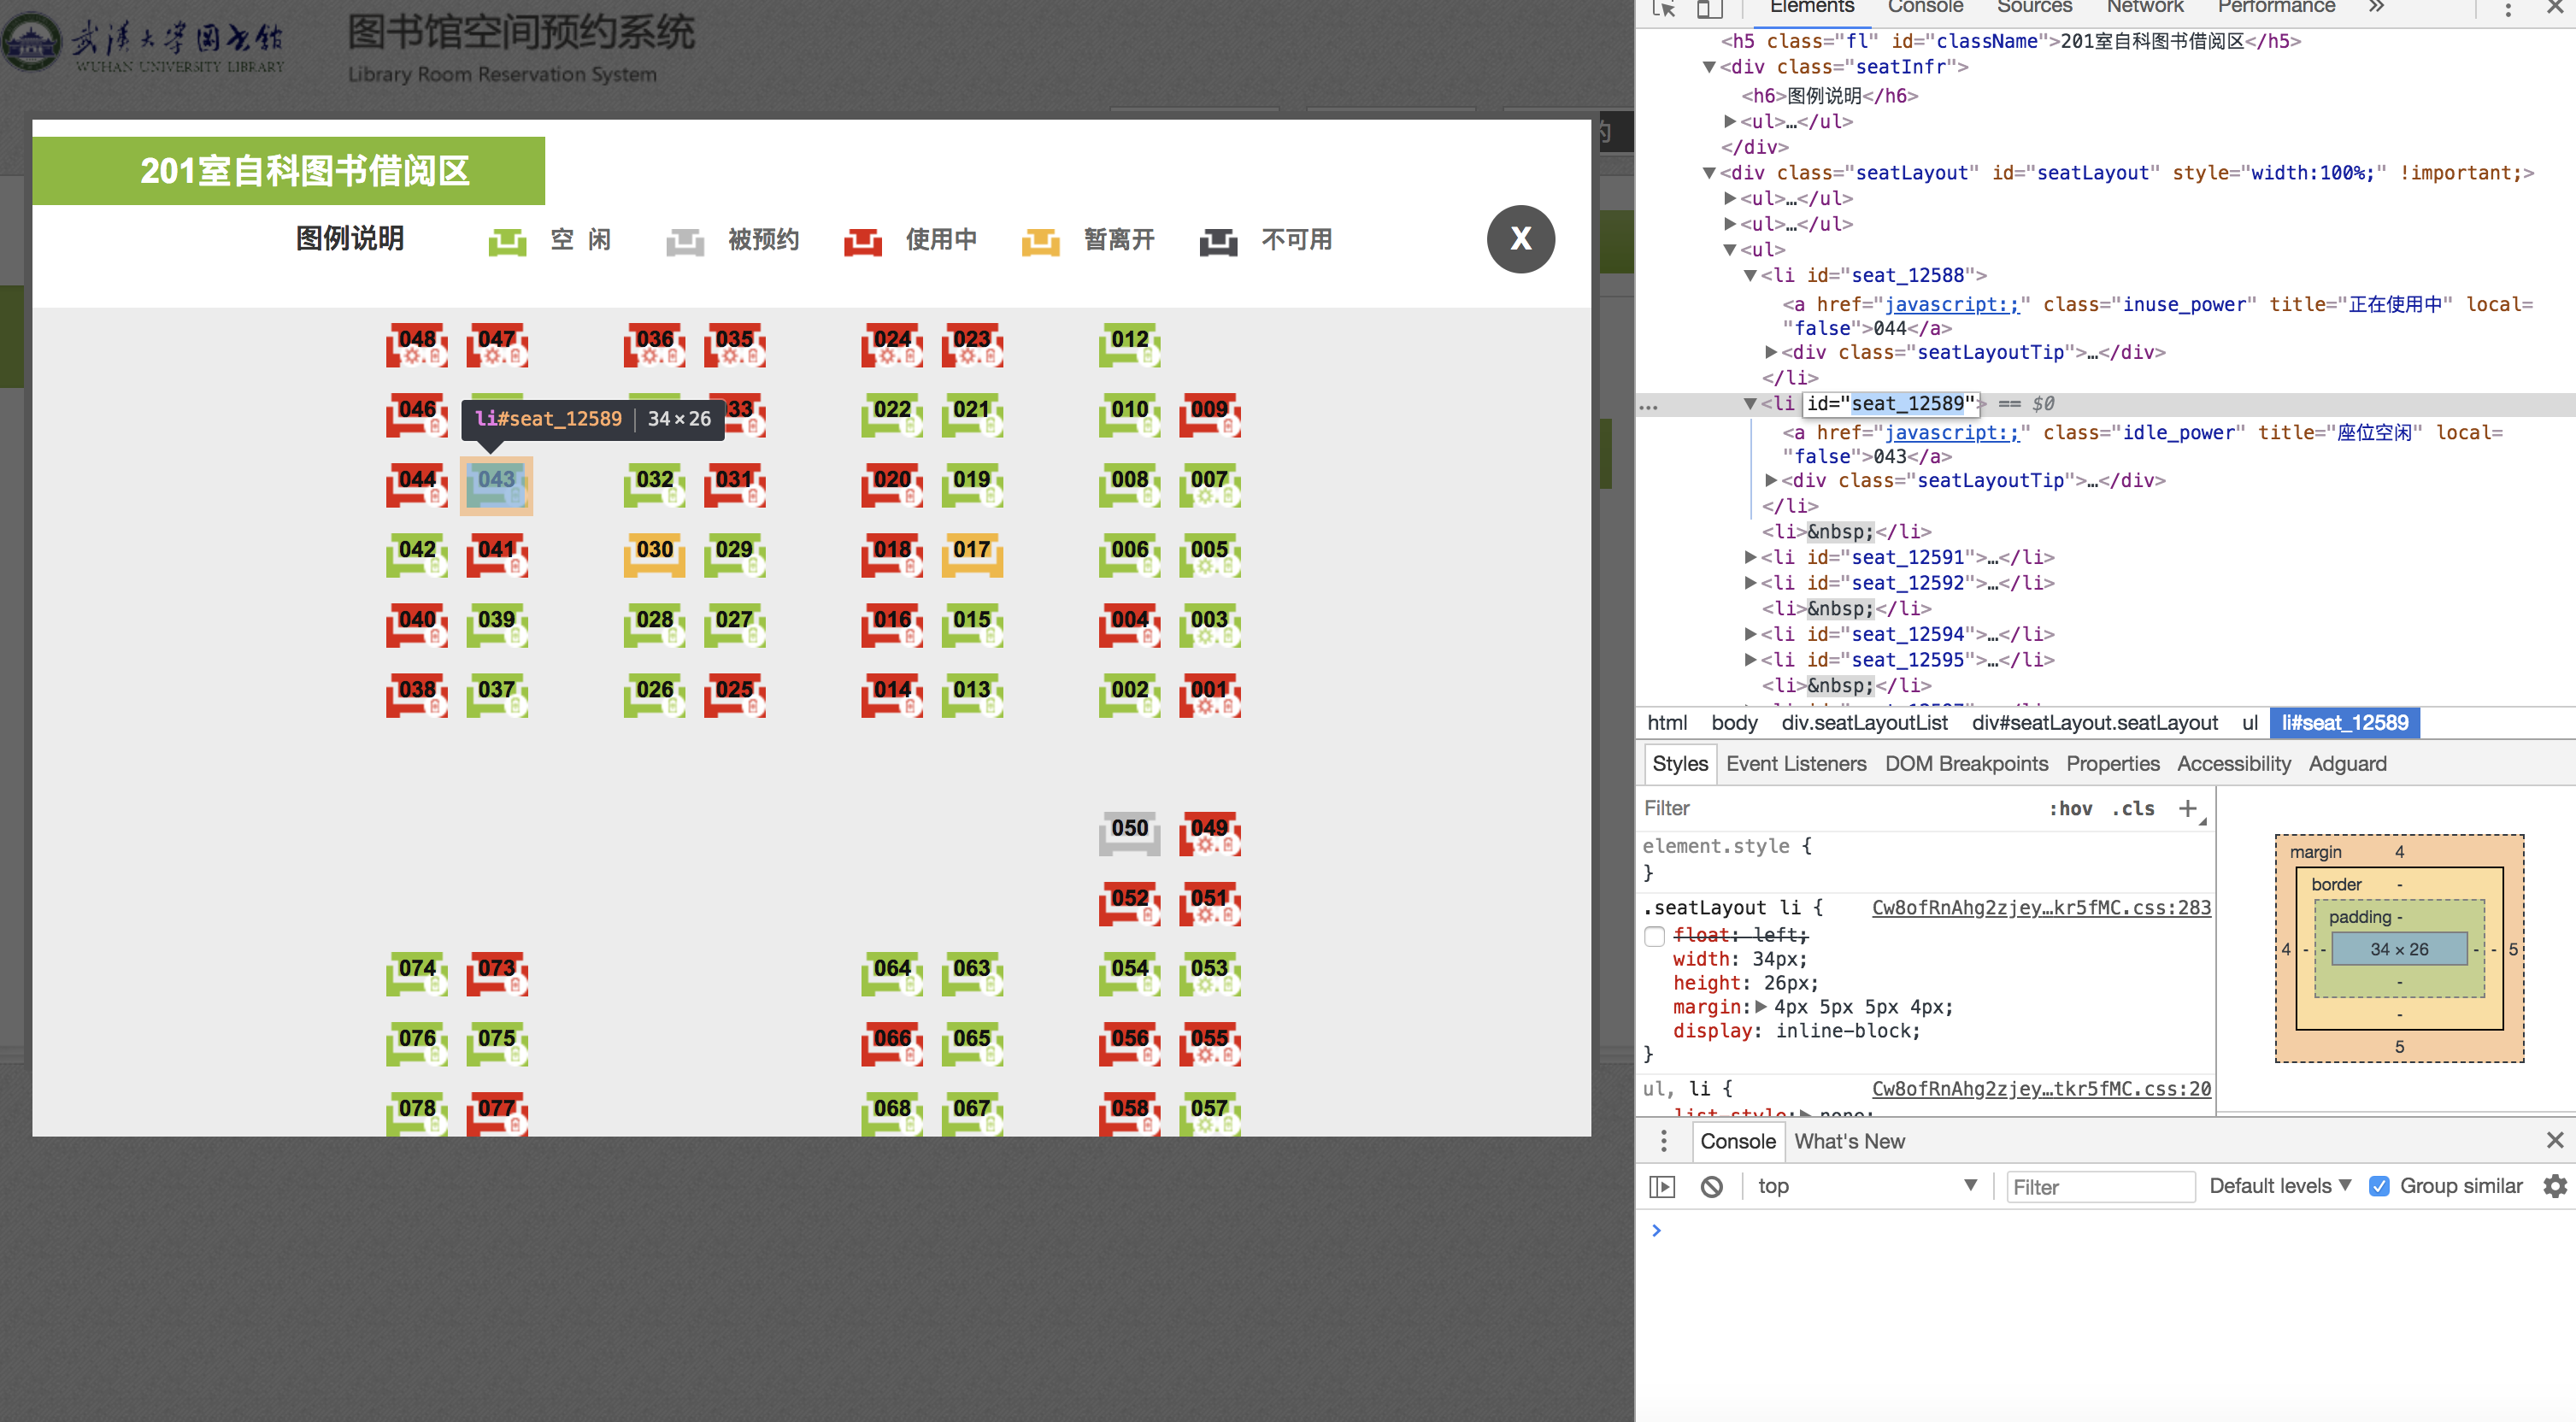 武汉大学图书馆
WUHAN UNIVERSITY LIBRARY
图书馆空间预约系统
Library Room Reservation System
201室自科图书借阅区
图例说明 空 闲 被预约 使用中 暂离开 不可用 X
048 047 036 035 024 023 012
046 33 022 021 010 009
li#seat_12589 34×26
044 043 032 031 020 019 008 007
042 041 030 029 018 017 006 005
040 039 028 027 016 015 004 003
038 037 026 025 014 013 002 001
050 049
052 051
074 073 064 063 054 053
076 075 066 065 056 055
078 077 068 067 058 057
Elements Console Sources Network Performance »
<h5 class="fl" id="className">201室自科图书借阅区</h5>
▼<div class="seatInfr">
<h6>图例说明</h6>
▶<ul>…</ul>
</div>
▼<div class="seatLayout" id="seatLayout" style="width:100%;" !important;>
▶<ul>…</ul>
▶<ul>…</ul>
▼<ul>
▼<li id="seat_12588">
<a href="javascript:;" class="inuse_power" title="正在使用中" local=
"false">044</a>
▶<div class="seatLayoutTip">…</div>
</li>
… ▼<li id="seat_12589"> == $0
<a href="javascript:;" class="idle_power" title="座位空闲" local=
"false">043</a>
▶<div class="seatLayoutTip">…</div>
</li>
<li>&nbsp;</li>
▶<li id="seat_12591">…</li>
▶<li id="seat_12592">…</li>
<li>&nbsp;</li>
▶<li id="seat_12594">…</li>
▶<li id="seat_12595">…</li>
<li>&nbsp;</li>
html body div.seatLayoutList div#seatLayout.seatLayout ul li#seat_12589
Styles Event Listeners DOM Breakpoints Properties Accessibility Adguard
Filter :hov .cls +
element.style {
}
.seatLayout li { Cw8ofRnAhg2zjey…kr5fMC.css:283
float: left;
width: 34px;
height: 26px;
margin:▶4px 5px 5px 4px;
display: inline-block;
}
ul, li { Cw8ofRnAhg2zjey…tkr5fMC.css:20
list-style:▶none;
margin 4
border -
padding -
4 - - 34 × 26 - - 5
-
-
5
Console What's New
top Filter Default levels Group similar
>